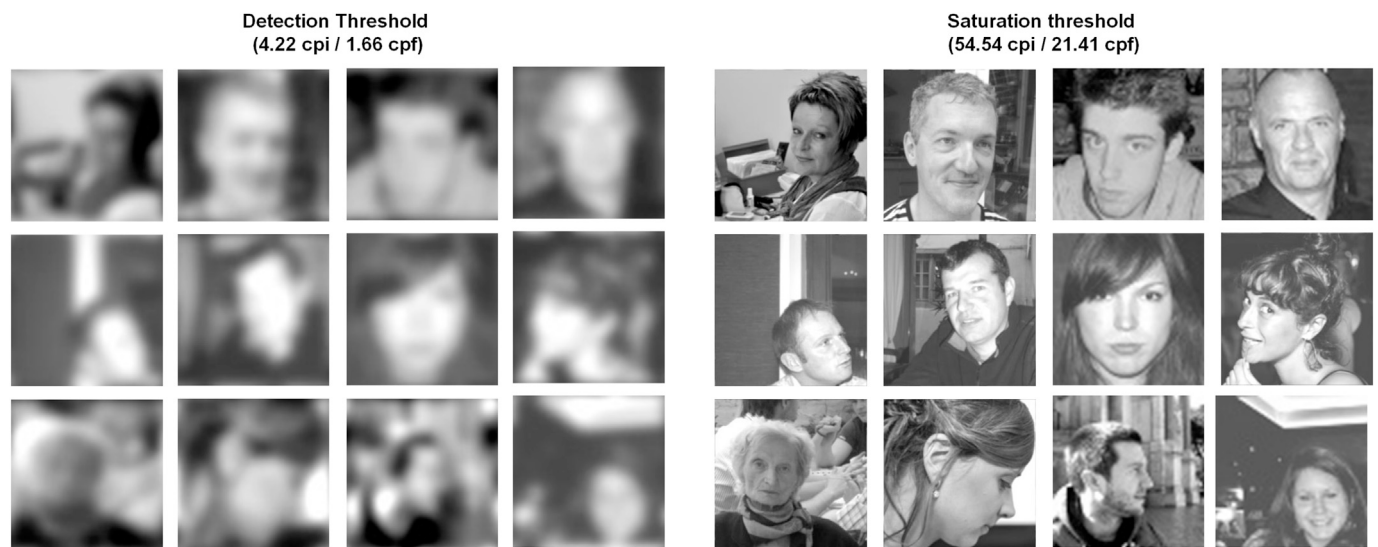 Detection Threshold
(4.22 cpi / 1.66 cpf)
Saturation threshold
(54.54 cpi / 21.41 cpf)